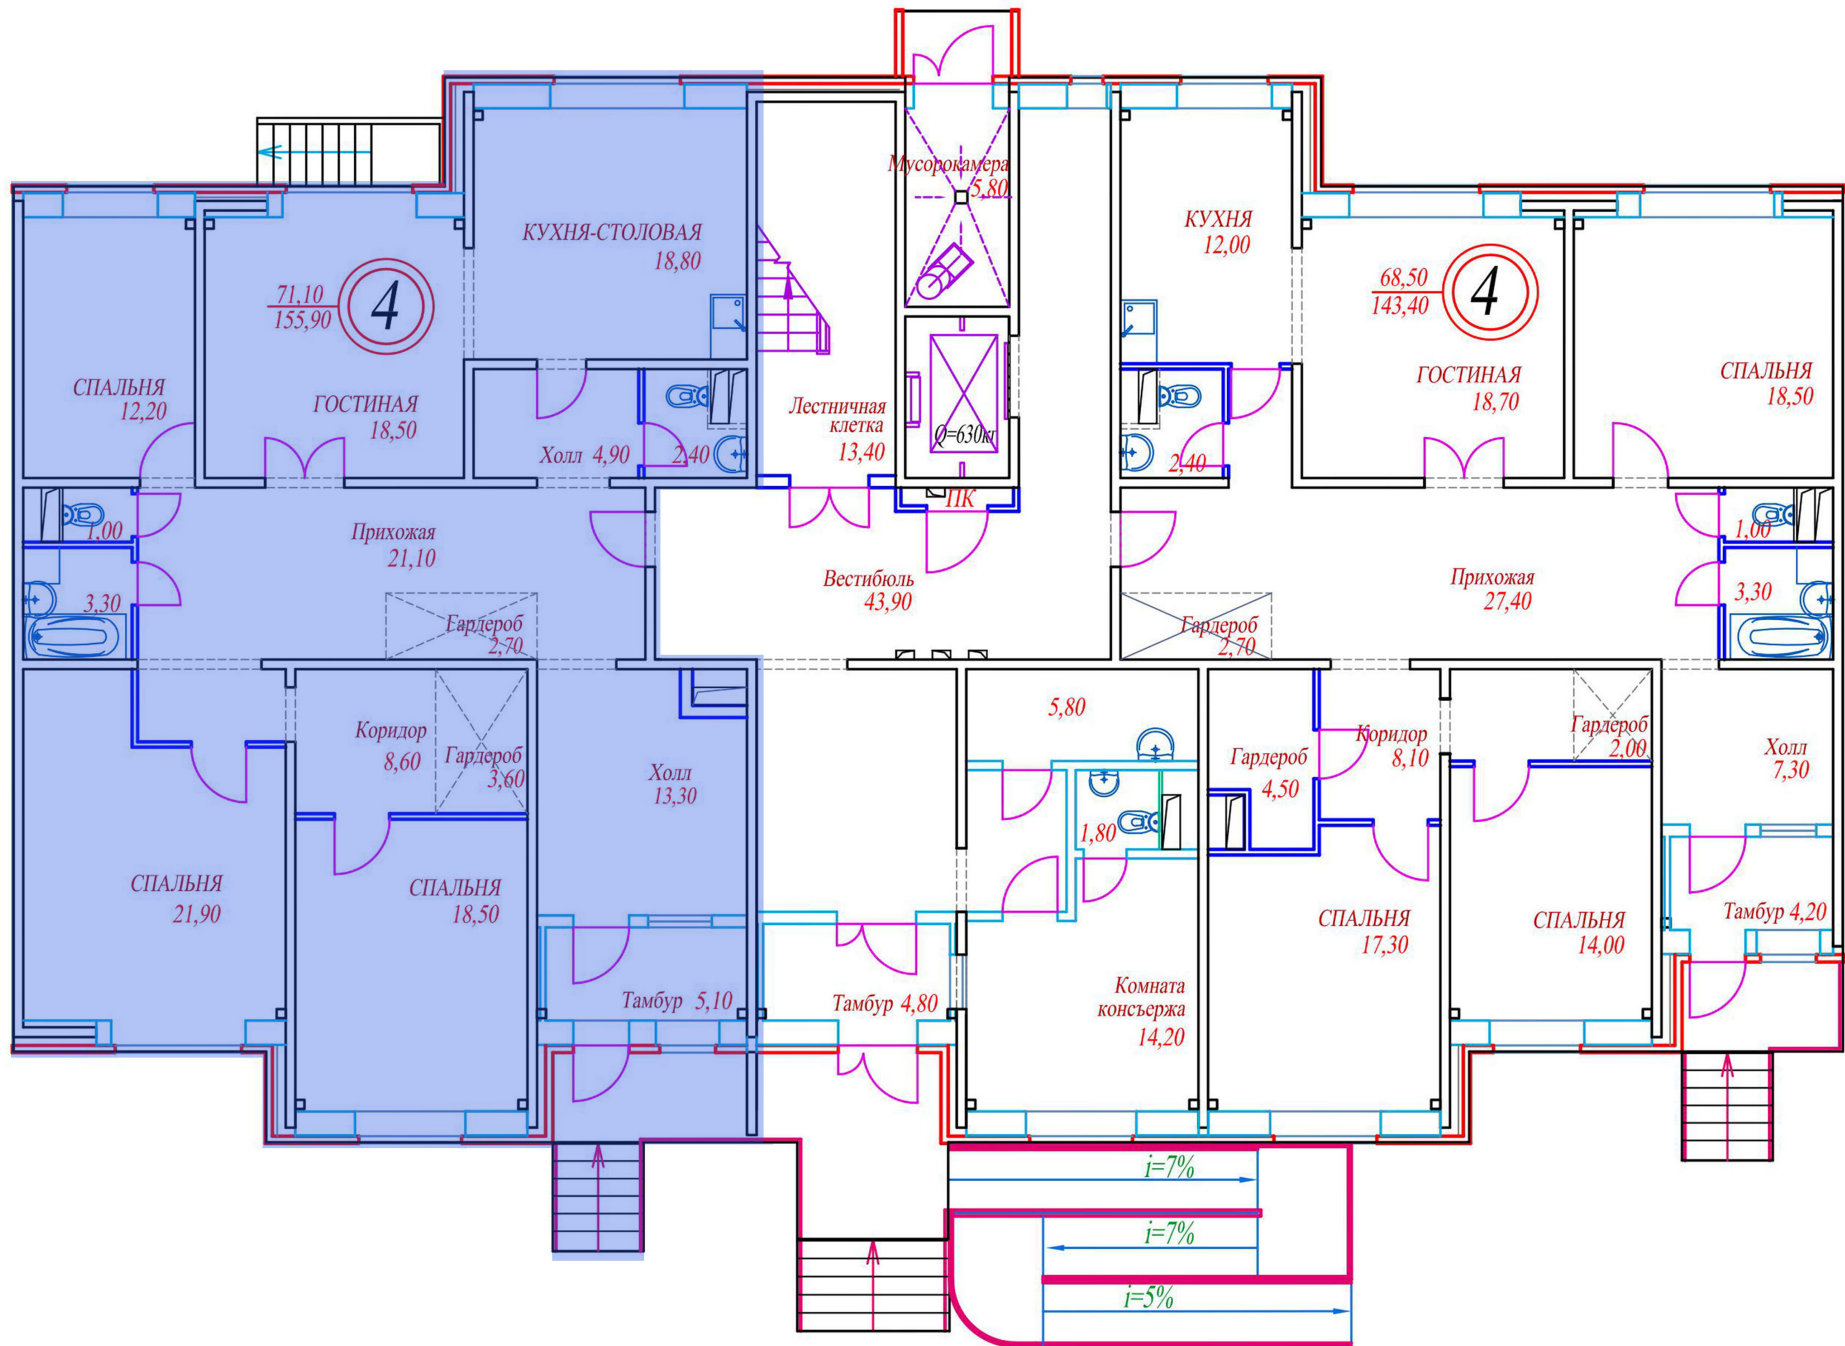 Мусорокамера
5,80
КУХНЯ-СТОЛОВАЯ
18,80
КУХНЯ
12,00
71,10
155,90
4
68,50
143,40
4
СПАЛЬНЯ
12,20
ГОСТИНАЯ
18,50
Лестничная
клетка
13,40
Q=630кг
ГОСТИНАЯ
18,70
СПАЛЬНЯ
18,50
Холл 4,90
2,40
2,40
ПК
1,00
Прихожая
21,10
1,00
3,30
Вестибюль
43,90
Прихожая
27,40
3,30
Гардероб
2,70
Гардероб
2,70
Коридор
8,60
Гардероб
3,60
Холл
13,30
5,80
Гардероб
4,50
Коридор
8,10
Гардероб
2,00
Холл
7,30
1,80
СПАЛЬНЯ
21,90
СПАЛЬНЯ
18,50
СПАЛЬНЯ
17,30
СПАЛЬНЯ
14,00
Тамбур 4,20
Тамбур 5,10
Тамбур 4,80
Комната
консьержа
14,20
i=7%
i=7%
i=5%